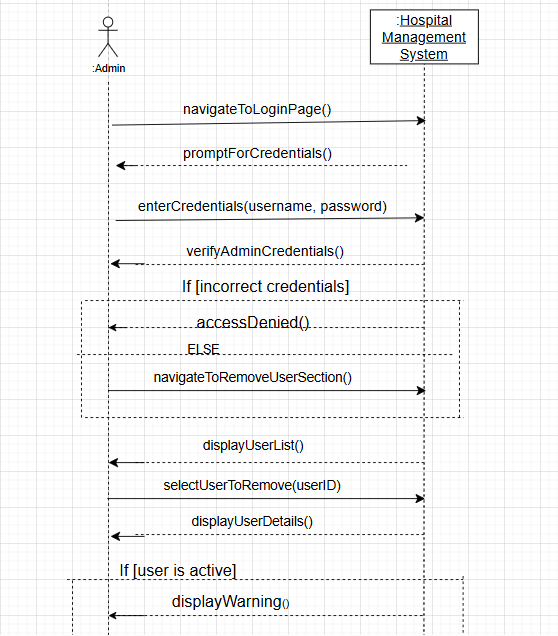 :Hospital
Management
System
:Admin
navigateToLoginPage()
promptForCredentials()
enterCredentials(username, password)
verifyAdminCredentials()
If [incorrect credentials]
accessDenied()
ELSE
navigateToRemoveUserSection()
displayUserList()
selectUserToRemove(userID)
displayUserDetails()
If [user is active]
displayWarning()